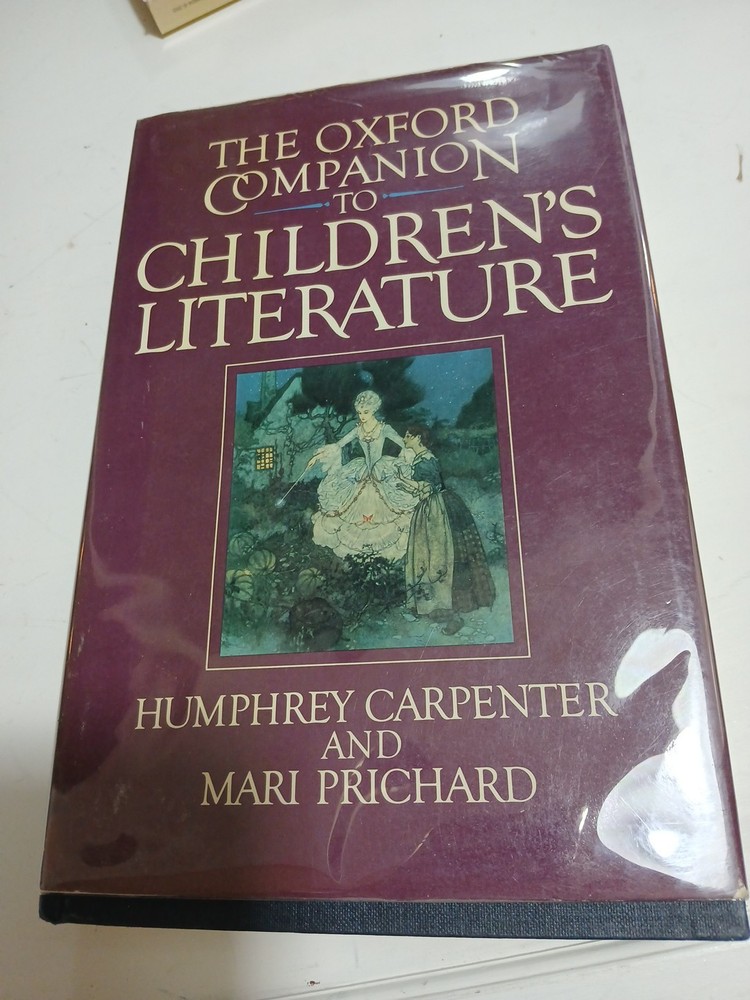 THE OXFORD
COMPANION
TO
CHILDREN'S
LITERATURE
HUMPHREY CARPENTER
AND
MARI PRICHARD